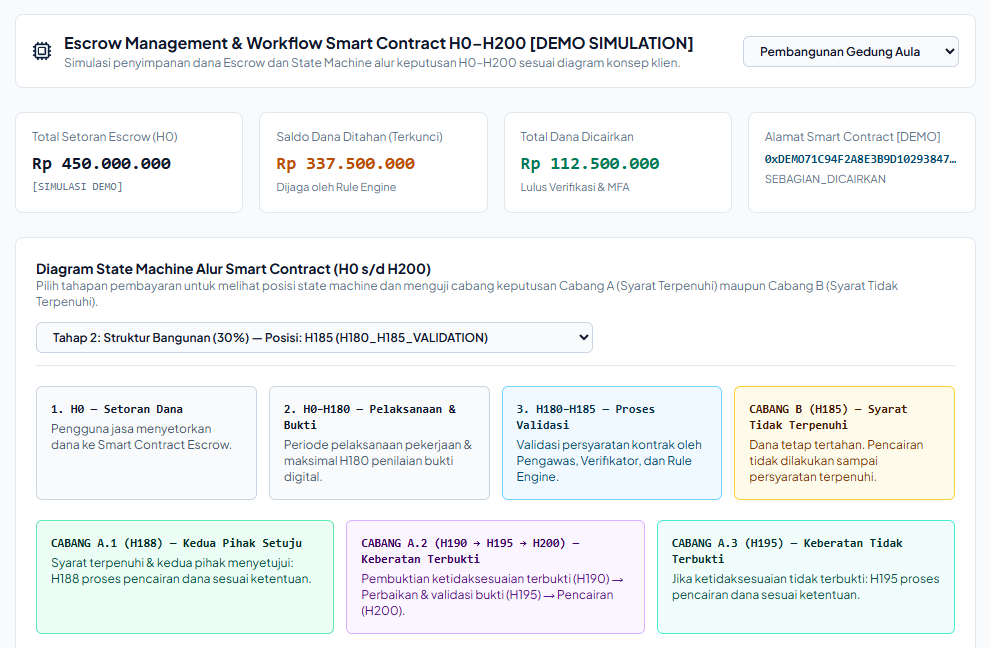 Escrow Management & Workflow Smart Contract H0–H200 [DEMO SIMULATION]
Simulasi penyimpanan dana Escrow dan State Machine alur keputusan H0–H200 sesuai diagram konsep klien.
Pembangunan Gedung Aula
Total Setoran Escrow (H0)
Rp 450.000.000
[SIMULASI DEMO]
Saldo Dana Ditahan (Terkunci)
Rp 337.500.000
Dijaga oleh Rule Engine
Total Dana Dicairkan
Rp 112.500.000
Lulus Verifikasi & MFA
Alamat Smart Contract [DEMO]
0xDEMO71C94F2A8E3B9D10293847…
SEBAGIAN_DICAIRKAN
Diagram State Machine Alur Smart Contract (H0 s/d H200)
Pilih tahapan pembayaran untuk melihat posisi state machine dan menguji cabang keputusan Cabang A (Syarat Terpenuhi) maupun Cabang B (Syarat Tidak
Terpenuhi).
Tahap 2: Struktur Bangunan (30%) — Posisi: H185 (H180_H185_VALIDATION)
1. H0 — Setoran Dana
Pengguna jasa menyetorkan
dana ke Smart Contract Escrow.
2. H0–H180 — Pelaksanaan &
Bukti
Periode pelaksanaan pekerjaan &
maksimal H180 penilaian bukti
digital.
3. H180–H185 — Proses
Validasi
Validasi persyaratan kontrak oleh
Pengawas, Verifikator, dan Rule
Engine.
CABANG B (H185) — Syarat
Tidak Terpenuhi
Dana tetap tertahan. Pencairan
tidak dilakukan sampai
persyaratan terpenuhi.
CABANG A.1 (H188) — Kedua Pihak Setuju
Syarat terpenuhi & kedua pihak menyetujui:
H188 proses pencairan dana sesuai ketentuan.
CABANG A.2 (H190 → H195 → H200) —
Keberatan Terbukti
Pembuktian ketidaksesuaian terbukti (H190) →
Perbaikan & validasi bukti (H195) → Pencairan
(H200).
CABANG A.3 (H195) — Keberatan Tidak
Terbukti
Jika ketidaksesuaian tidak terbukti: H195 proses
pencairan dana sesuai ketentuan.